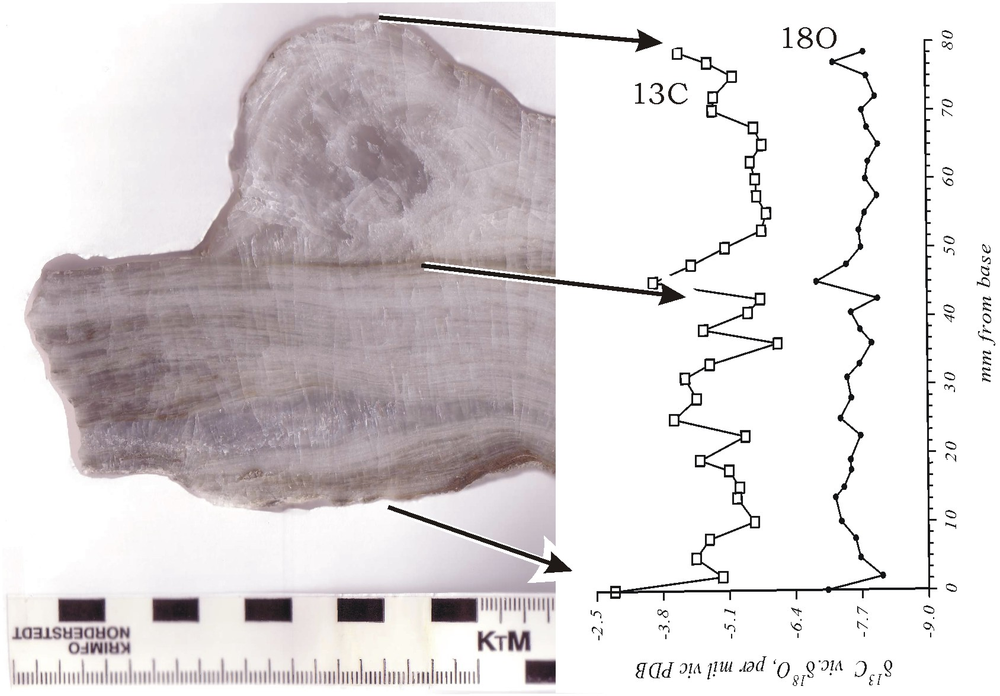 18O
13C
80
70
60
50
40
30
20
10
0
mm from base
-2.5
-3.8
-5.1
-6.4
-7.7
-9.0
δ¹³C vic.δ¹⁸O, per mil vic PDB
KRIMFO
NORDERSTEDT
KTM